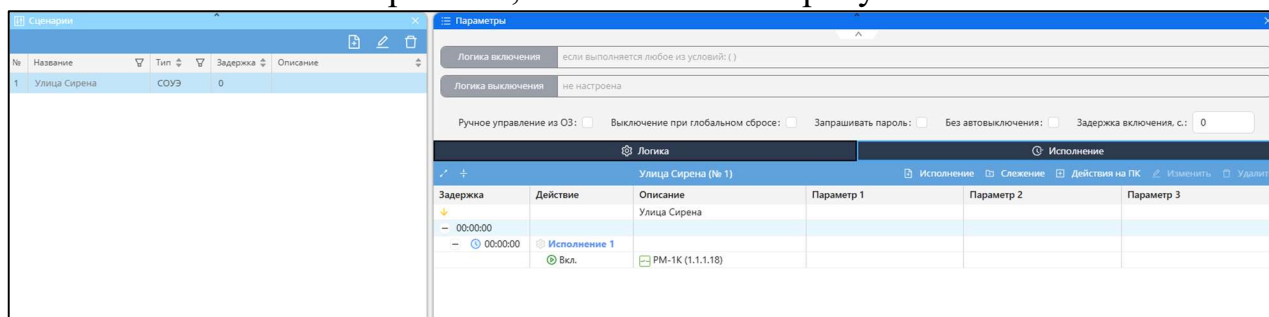 Сценарии
№ Название Тип Задержка Описание
1 Улица Сирена СОУЭ 0
Параметры
Логика включения если выполняется любое из условий: ( )
Логика выключения не настроена
Ручное управление из ОЗ: Выключение при глобальном сбросе: Запрашивать пароль: Без автовыключения: Задержка включения, с.: 0
Логика Исполнение
Улица Сирена (№ 1) Исполнение Слежение Действия на ПК Изменить Удалит
Задержка Действие Описание Параметр 1 Параметр 2 Параметр 3
Улица Сирена
– 00:00:00
– 00:00:00 Исполнение 1
Вкл. РМ-1К (1.1.1.18)